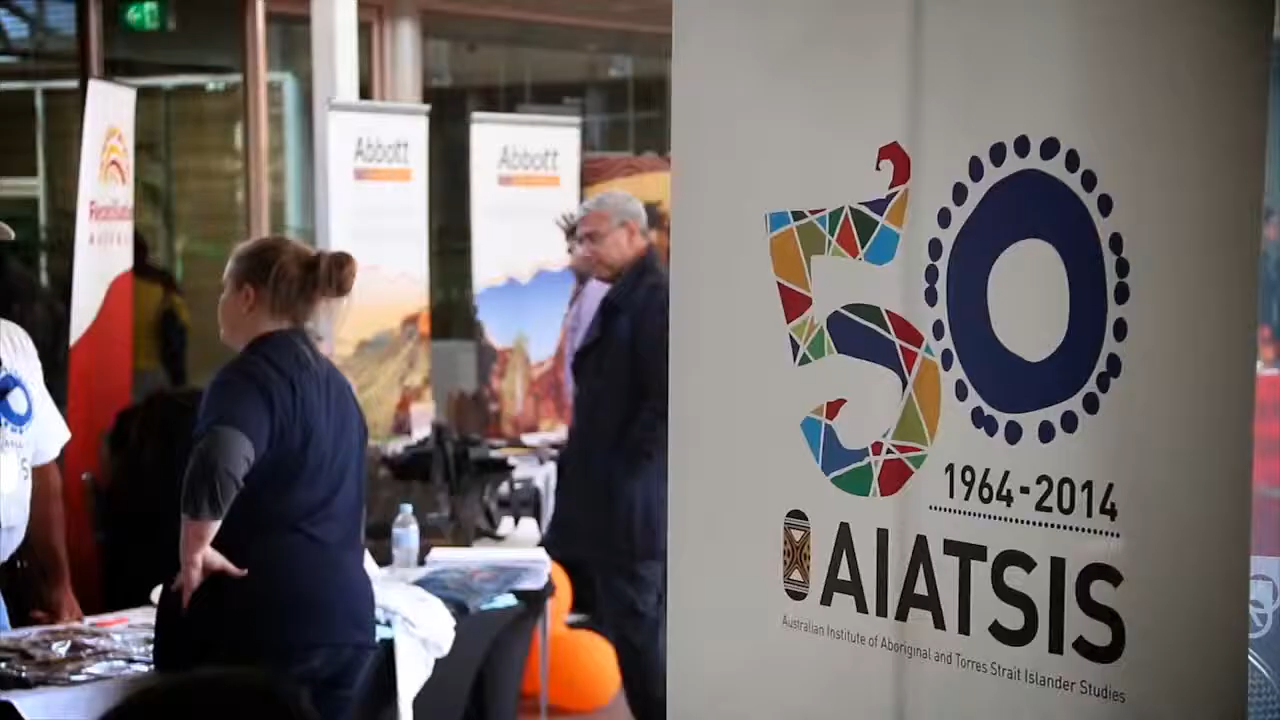 Abbott
Abbott
50
1964-2014
AIATSIS
Australian Institute of Aboriginal and Torres Strait Islander Studies